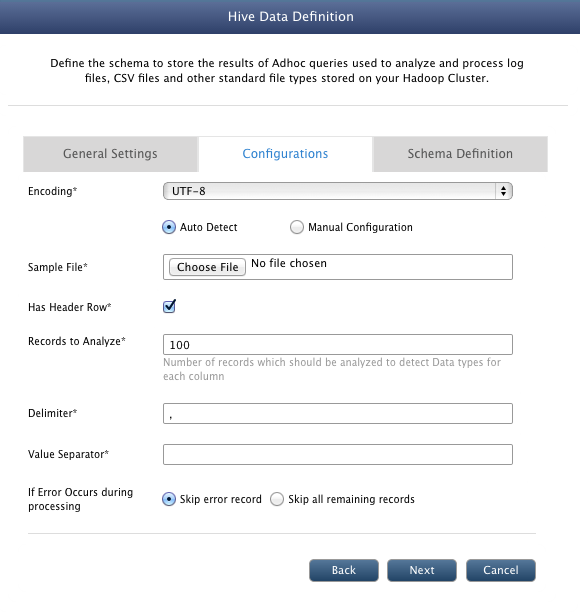 Hive Data Definition
Define the schema to store the results of Adhoc queries used to analyze and process log
files, CSV files and other standard file types stored on your Hadoop Cluster.
General Settings
Configurations
Schema Definition
Encoding*
UTF-8
Auto Detect
Manual Configuration
Sample File*
Choose File
No file chosen
Has Header Row*
Records to Analyze*
100
Number of records which should be analyzed to detect Data types for
each column
Delimiter*
,
Value Separator*
If Error Occurs during
processing
Skip error record
Skip all remaining records
Back
Next
Cancel